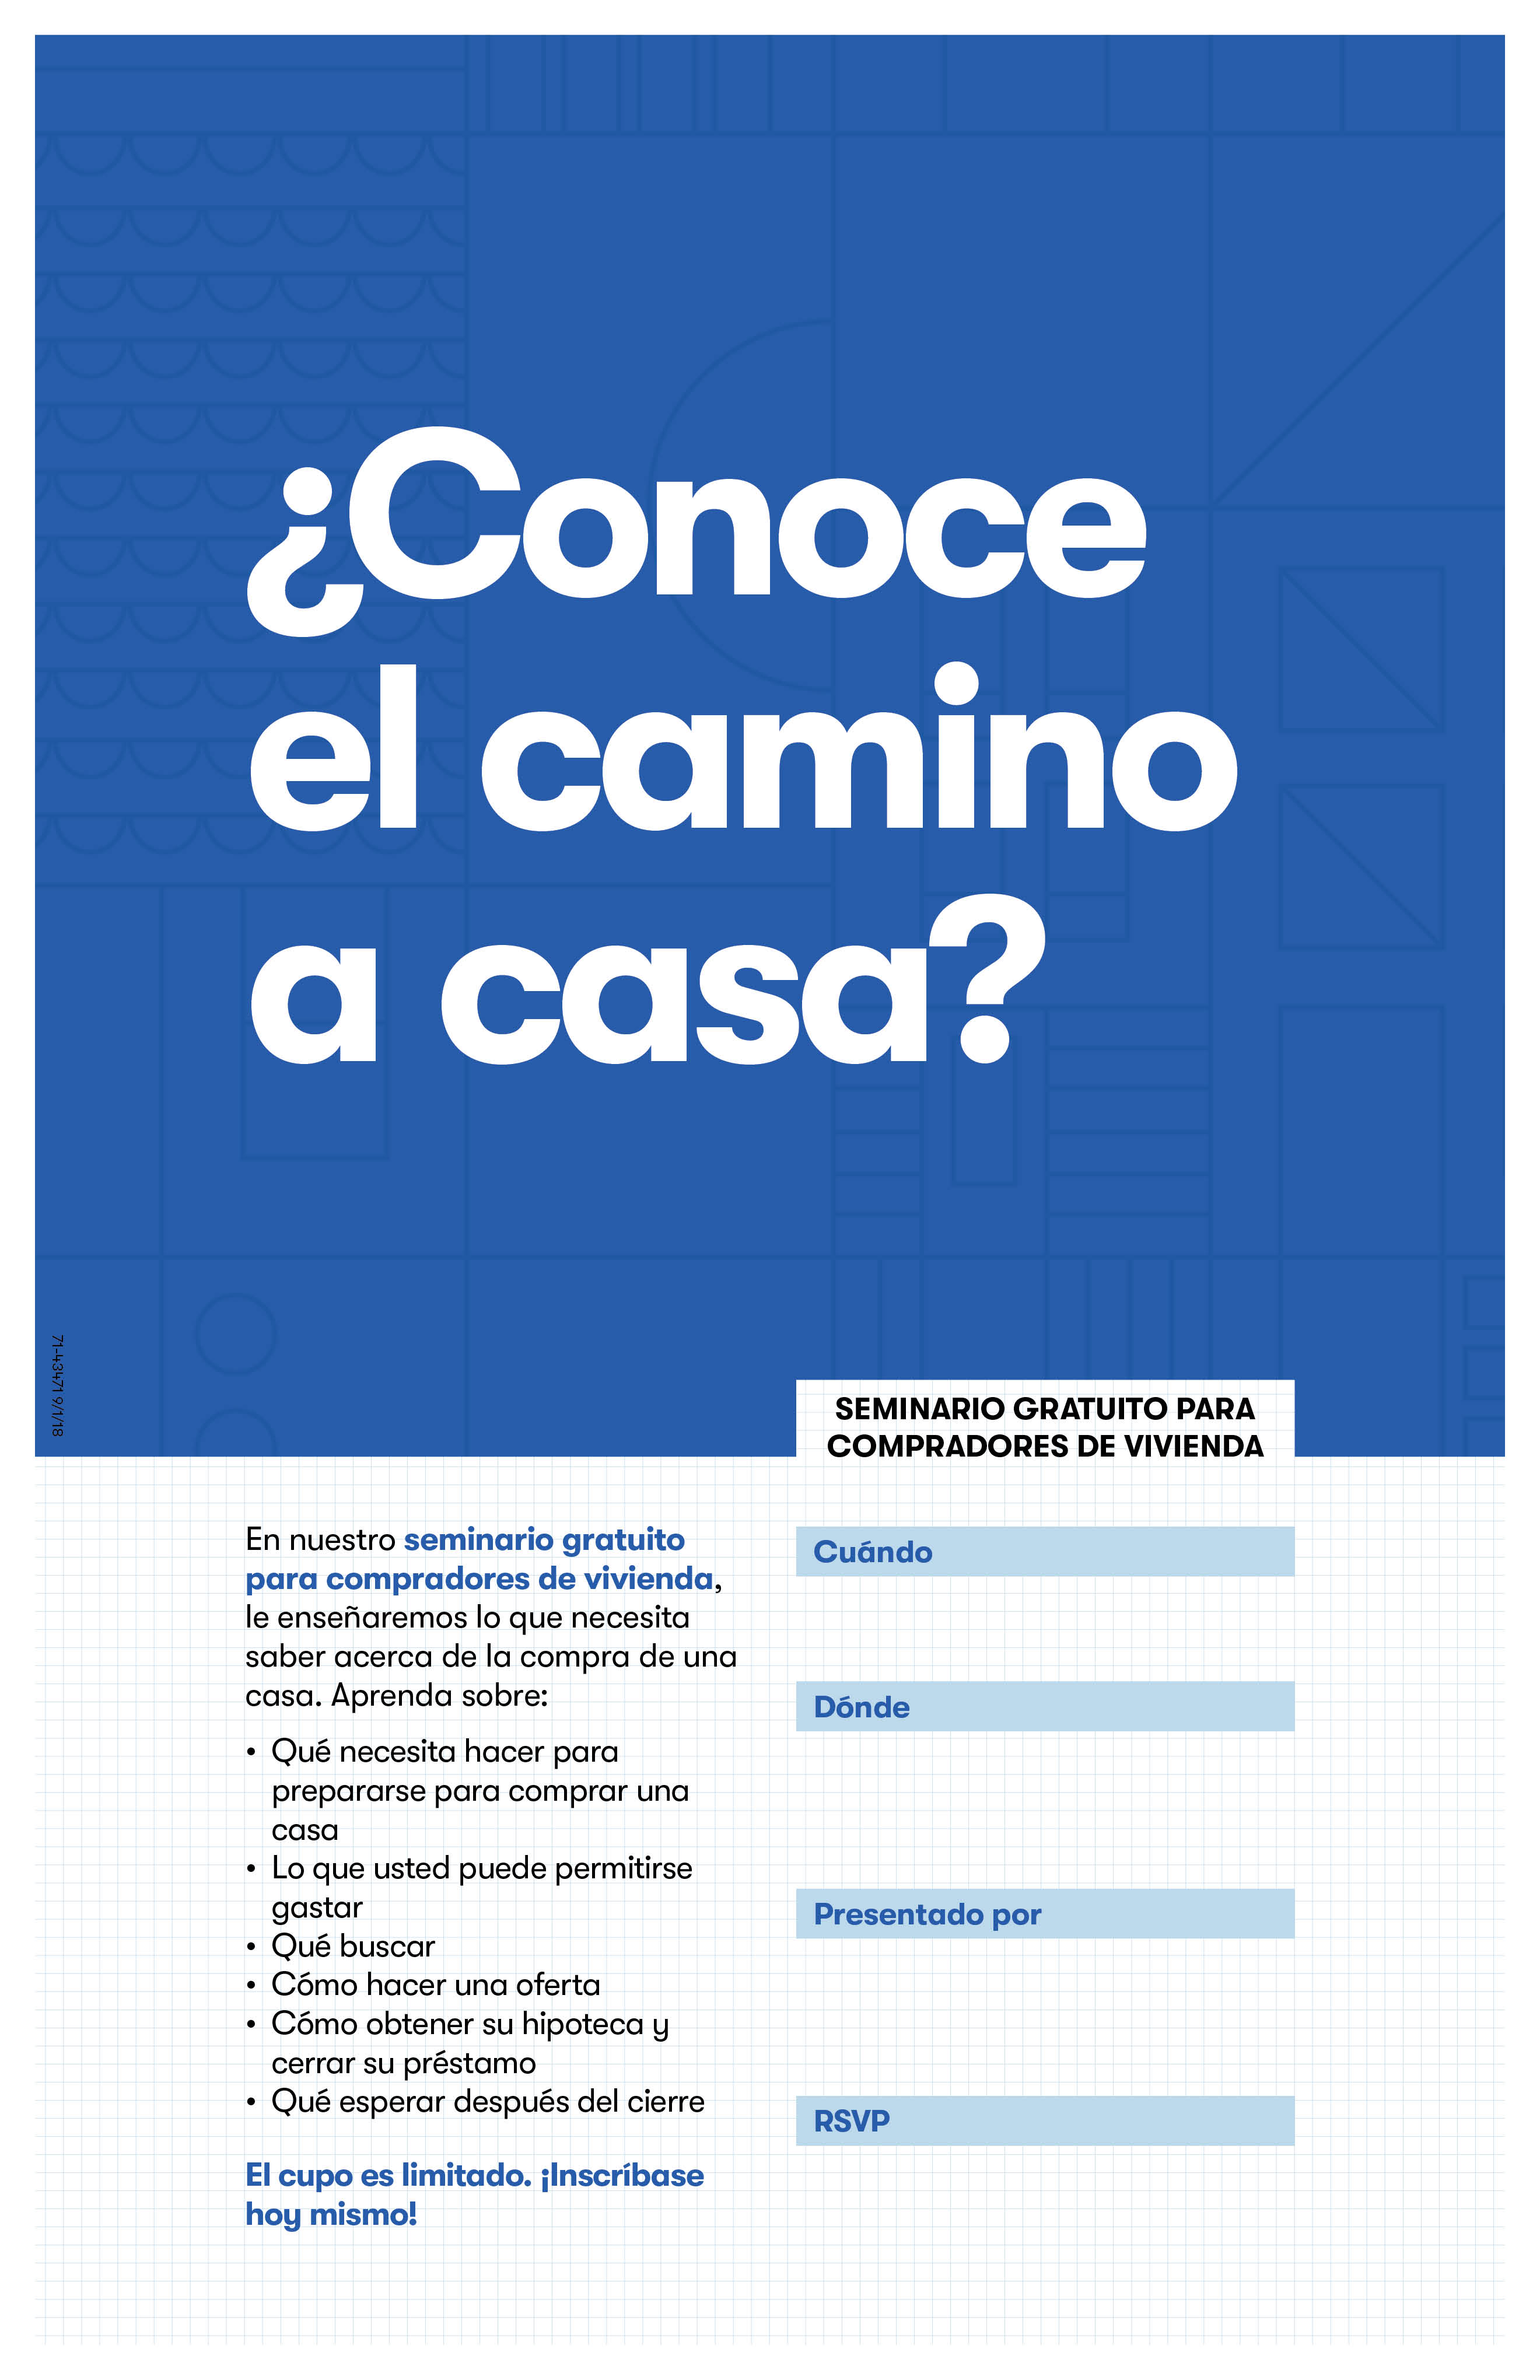 ¿Conoce
el camino
a casa?
71-43471 9/1/18
SEMINARIO GRATUITO PARA
COMPRADORES DE VIVIENDA
En nuestro seminario gratuito
para compradores de vivienda,
le enseñaremos lo que necesita
saber acerca de la compra de una
casa. Aprenda sobre:
• Qué necesita hacer para
prepararse para comprar una
casa
• Lo que usted puede permitirse
gastar
• Qué buscar
• Cómo hacer una oferta
• Cómo obtener su hipoteca y
cerrar su préstamo
• Qué esperar después del cierre
El cupo es limitado. ¡Inscríbase
hoy mismo!
Cuándo
Dónde
Presentado por
RSVP